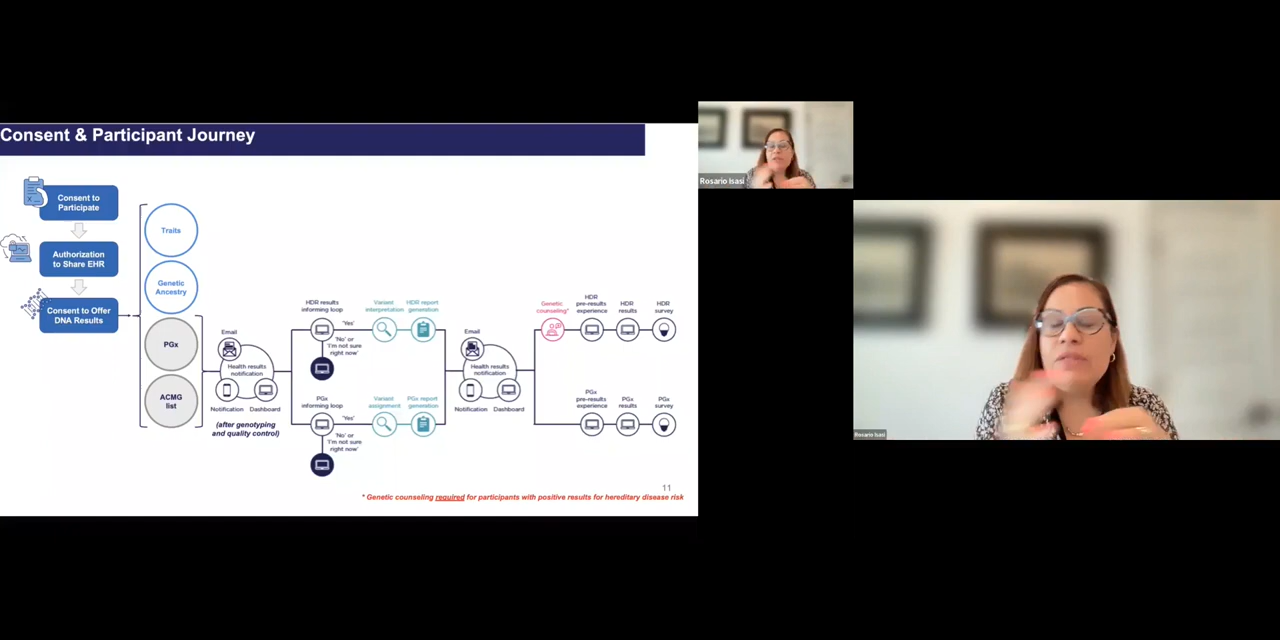 Consent & Participant Journey
Consent to
Participate
Authorization
to Share EHR
Consent to Offer
DNA Results
Traits
Genetic
Ancestry
PGx
ACMG
list
Email
Health results
notification
Notification Dashboard
(after genotyping
and quality control)
HDR results
informing loop
'Yes'
'No' or
'I'm not sure
right now'
Variant
interpretation
HDR report
generation
PGx
informing loop
'Yes'
'No' or
'I'm not sure
right now'
Variant
assignment
PGx report
generation
Email
Health results
notification
Notification Dashboard
Genetic
counseling*
HDR
pre-results
experience
HDR
results
HDR
survey
PGx
pre-results
experience
PGx
results
PGx
survey
11
* Genetic counseling required for participants with positive results for hereditary disease risk
Rosario Isasi
Rosario Isasi